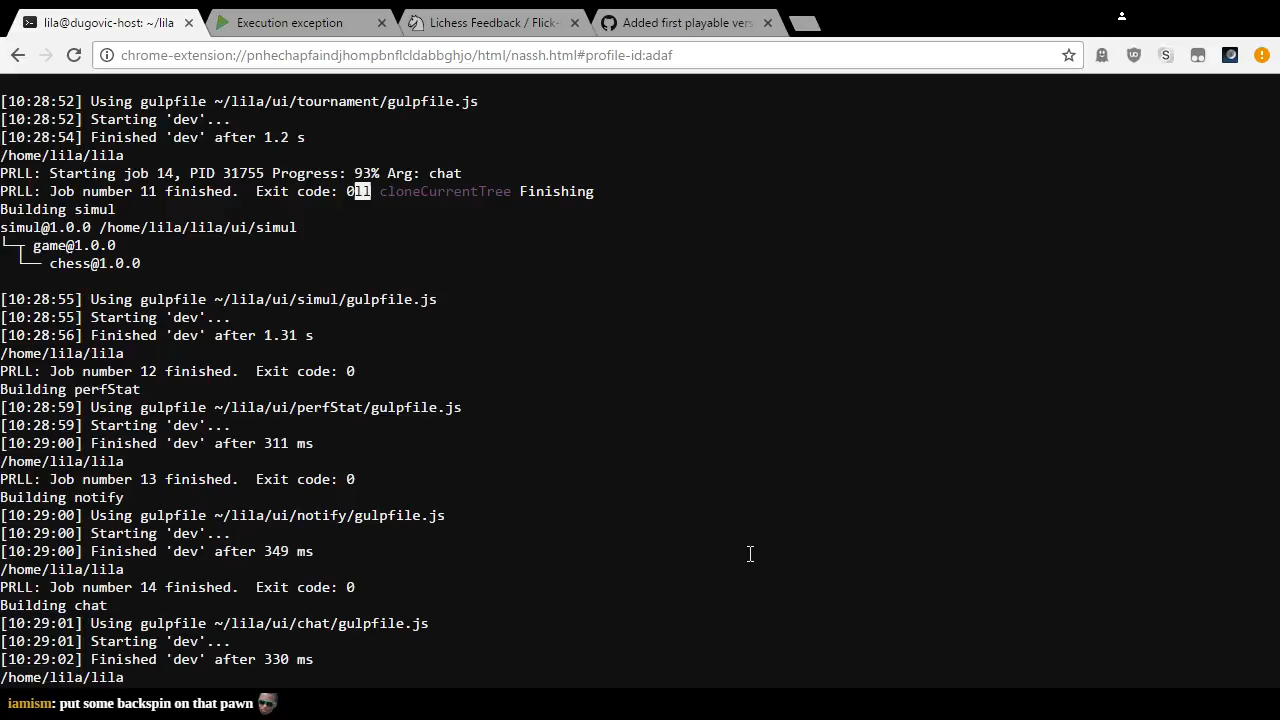 lila@dugovic-host: ~/lila
Execution exception
Lichess Feedback / Flick-
Added first playable vers
chrome-extension://pnhechapfaindjhompbnflcldabbghjo/html/nassh.html#profile-id:adaf
[10:28:52] Using gulpfile ~/lila/ui/tournament/gulpfile.js
[10:28:52] Starting 'dev'...
[10:28:54] Finished 'dev' after 1.2 s
/home/lila/lila
PRLL: Starting job 14, PID 31755 Progress: 93% Arg: chat
PRLL: Job number 11 finished.  Exit code: 0ll cloneCurrentTree Finishing
Building simul
simul@1.0.0 /home/lila/lila/ui/simul
└─┬ game@1.0.0
  └── chess@1.0.0
[10:28:55] Using gulpfile ~/lila/ui/simul/gulpfile.js
[10:28:55] Starting 'dev'...
[10:28:56] Finished 'dev' after 1.31 s
/home/lila/lila
PRLL: Job number 12 finished.  Exit code: 0
Building perfStat
[10:28:59] Using gulpfile ~/lila/ui/perfStat/gulpfile.js
[10:28:59] Starting 'dev'...
[10:29:00] Finished 'dev' after 311 ms
/home/lila/lila
PRLL: Job number 13 finished.  Exit code: 0
Building notify
[10:29:00] Using gulpfile ~/lila/ui/notify/gulpfile.js
[10:29:00] Starting 'dev'...
[10:29:00] Finished 'dev' after 349 ms
/home/lila/lila
PRLL: Job number 14 finished.  Exit code: 0
Building chat
[10:29:01] Using gulpfile ~/lila/ui/chat/gulpfile.js
[10:29:01] Starting 'dev'...
[10:29:02] Finished 'dev' after 330 ms
/home/lila/lila
iamism: put some backspin on that pawn